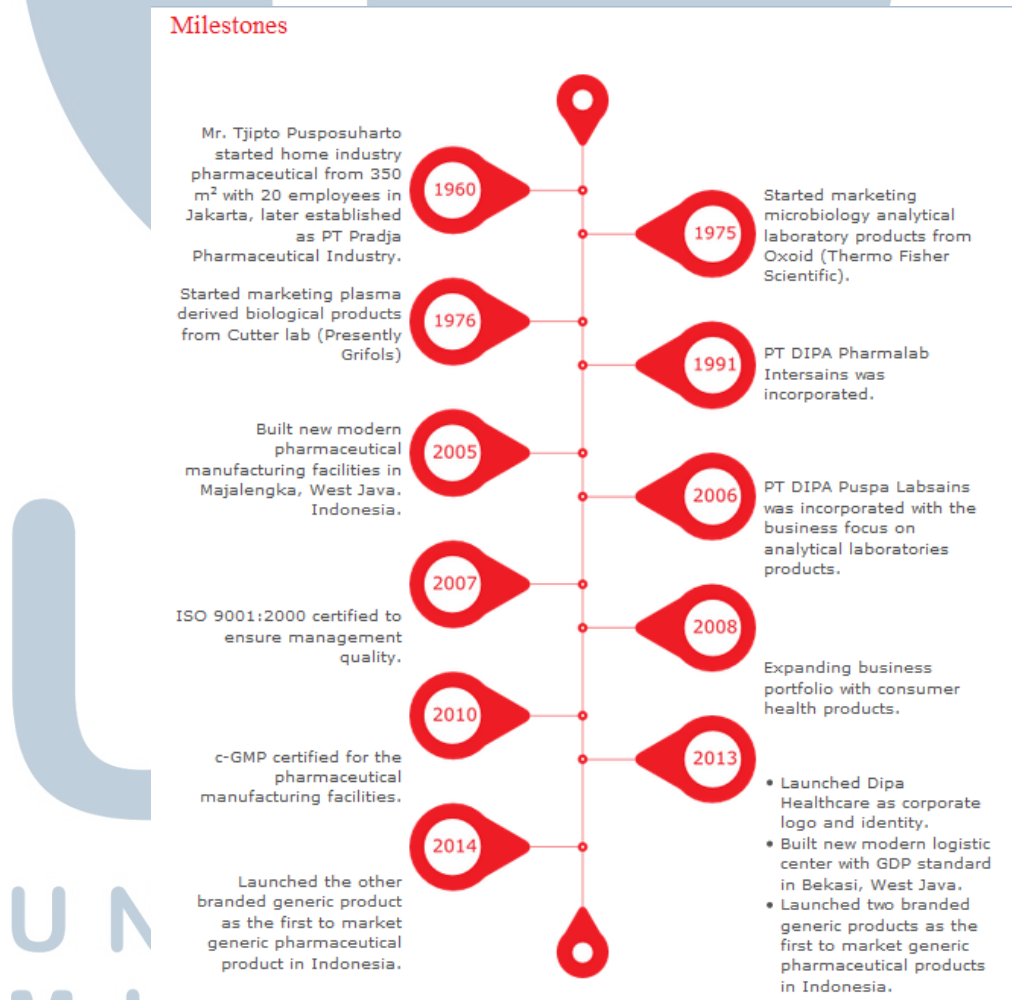 Milestones
Mr. Tjipto Pusposuharto
started home industry
pharmaceutical from 350
m² with 20 employees in
Jakarta, later established
as PT Pradja
Pharmaceutical Industry.
1960
1975
Started marketing
microbiology analytical
laboratory products from
Oxoid (Thermo Fisher
Scientific).
Started marketing plasma
derived biological products
from Cutter lab (Presently
Grifols)
1976
1991
PT DIPA Pharmalab
Intersains was
incorporated.
Built new modern
pharmaceutical
manufacturing facilities in
Majalengka, West Java.
Indonesia.
2005
2006
PT DIPA Puspa Labsains
was incorporated with the
business focus on
analytical laboratories
products.
2007
ISO 9001:2000 certified to
ensure management
quality.
2008
Expanding business
portfolio with consumer
health products.
2010
c-GMP certified for the
pharmaceutical
manufacturing facilities.
2013
• Launched Dipa
Healthcare as corporate
logo and identity.
• Built new modern logistic
center with GDP standard
in Bekasi, West Java.
• Launched two branded
generic products as the
first to market generic
pharmaceutical products
in Indonesia.
2014
Launched the other
branded generic product
as the first to market
generic pharmaceutical
product in Indonesia.
U N